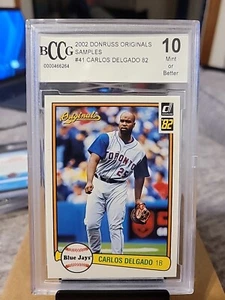 BCCG
0000466264
2002 DONRUSS ORIGINALS
SAMPLES
#41 CARLOS DELGADO 82
10
Mint
or
Better
Originals
82
TORONTO
25
Blue Jays
CARLOS DELGADO 1B